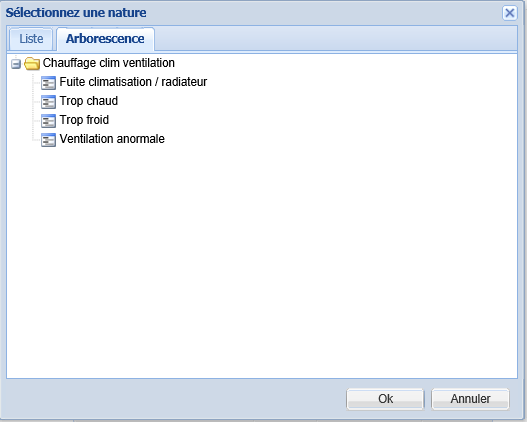 Sélectionnez une nature
Liste Arborescence
Chauffage clim ventilation
Fuite climatisation / radiateur
Trop chaud
Trop froid
Ventilation anormale
Ok Annuler